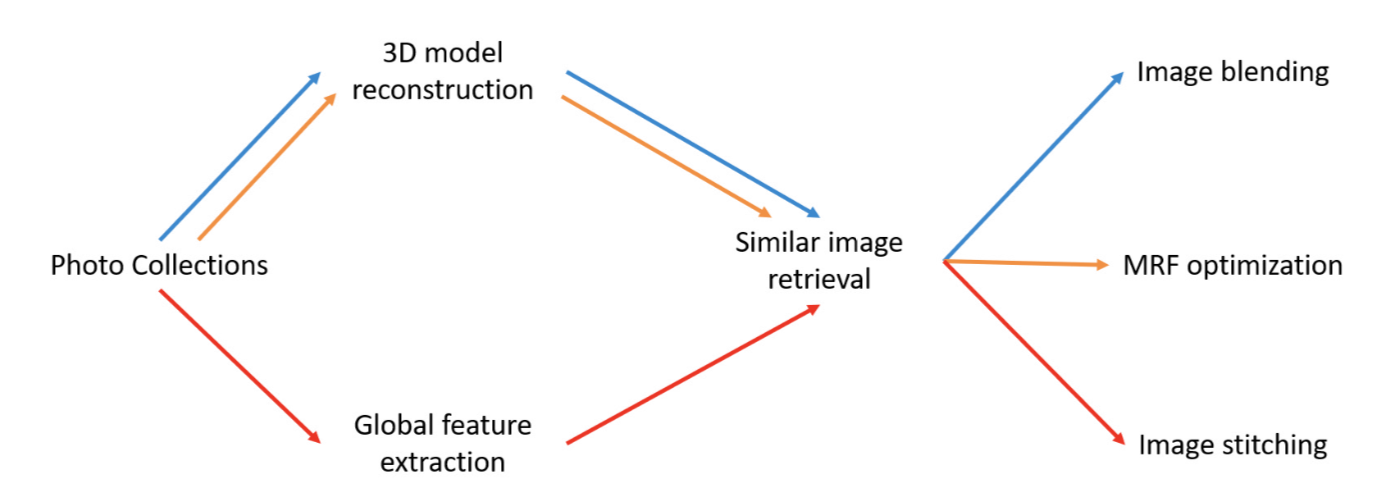 3D model
reconstruction
Image blending
Photo Collections
Similar image
retrieval
MRF optimization
Global feature
extraction
Image stitching